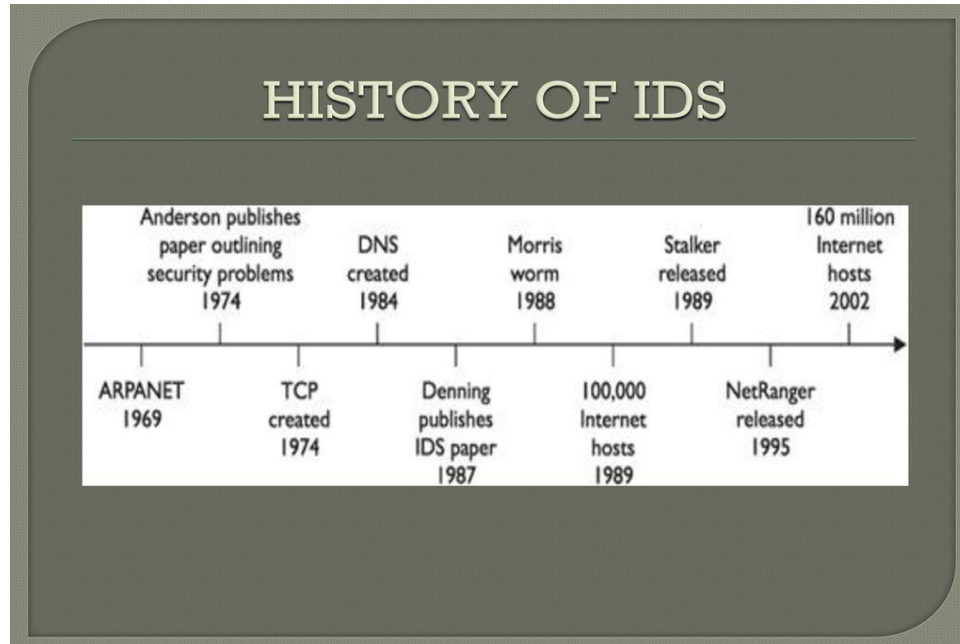 HISTORY OF IDS
Anderson publishes
paper outlining
security problems
1974
DNS
created
1984
Morris
worm
1988
Stalker
released
1989
160 million
Internet
hosts
2002
ARPANET
1969
TCP
created
1974
Denning
publishes
IDS paper
1987
100,000
Internet
hosts
1989
NetRanger
released
1995